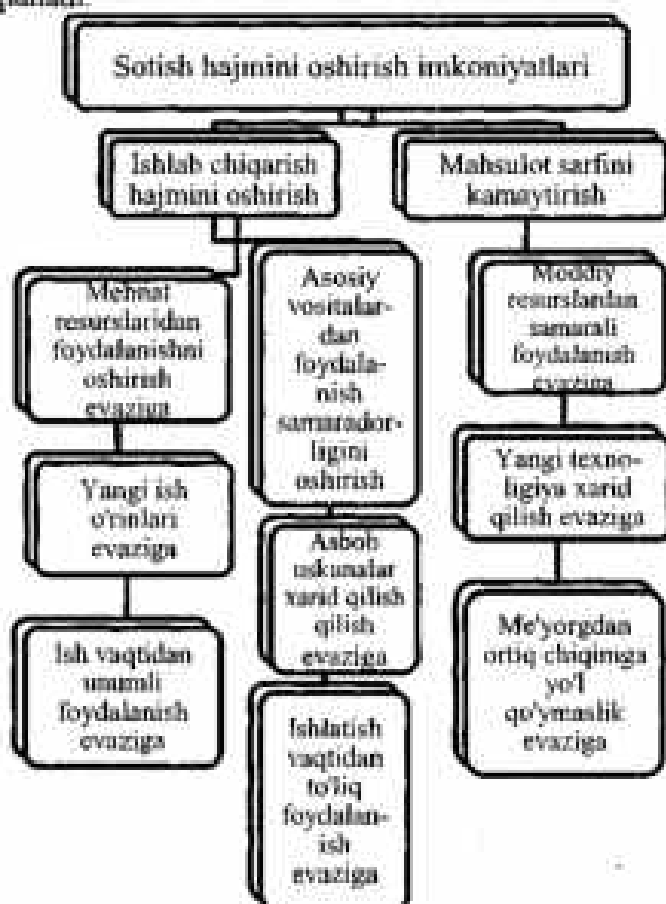 Sotish hajmini oshirish imkoniyatlari
Ishlab chiqarish
hajmini oshirish
Mahsulot sarfini
kamaytirish
Mehnat
resurslaridan
foydalanishni
oshirish
evaziga
Yangi ish
o'rinlari
evaziga
Ish vaqtidan
unumli
foydalanish
evaziga
Asosiy
vositalar-
dan
foydala-
nish
samarador-
ligini
oshirish
Asbob
uskunalar
xarid qilish
qilish
evaziga
Ishlatish
vaqtidan
to'liq
foydalan-
ish
evaziga
Moddiy
resurslardan
samarali
foydalanish
evaziga
Yangi texno-
ligiya xarid
qilish evaziga
Me'yorgdan
ortiq chiqimga
yo'l
qo'ymaslik
evaziga